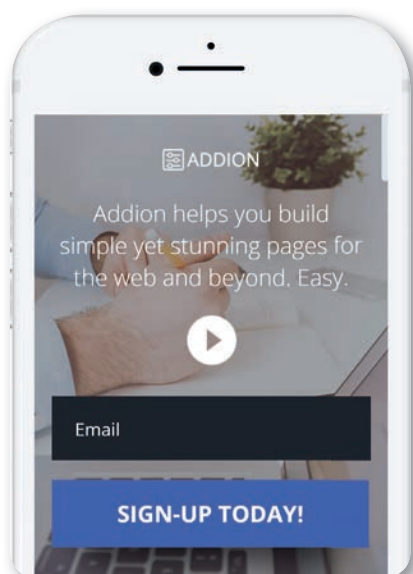 ADDION
Addion helps you build
simple yet stunning pages for
the web and beyond. Easy.
Email
SIGN-UP TODAY!